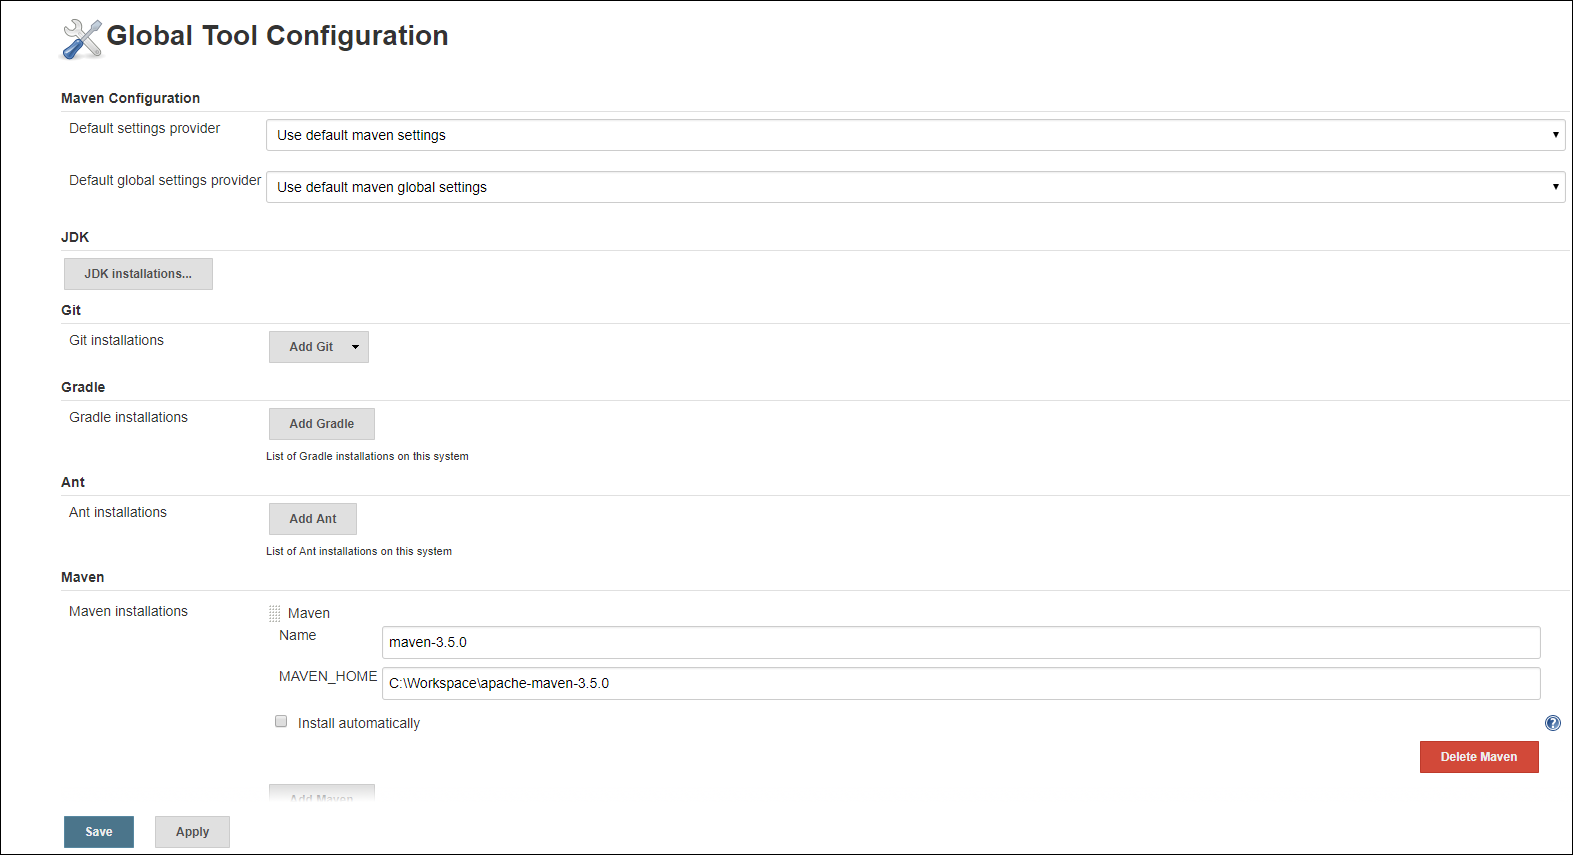 Global Tool Configuration
Maven Configuration
Default settings provider
Use default maven settings
Default global settings provider
Use default maven global settings
JDK
JDK installations...
Git
Git installations
Add Git
Gradle
Gradle installations
Add Gradle
List of Gradle installations on this system
Ant
Ant installations
Add Ant
List of Ant installations on this system
Maven
Maven installations
Maven
Name
maven-3.5.0
MAVEN_HOME
C:\Workspace\apache-maven-3.5.0
Install automatically
?
Delete Maven
Add Maven
Save
Apply